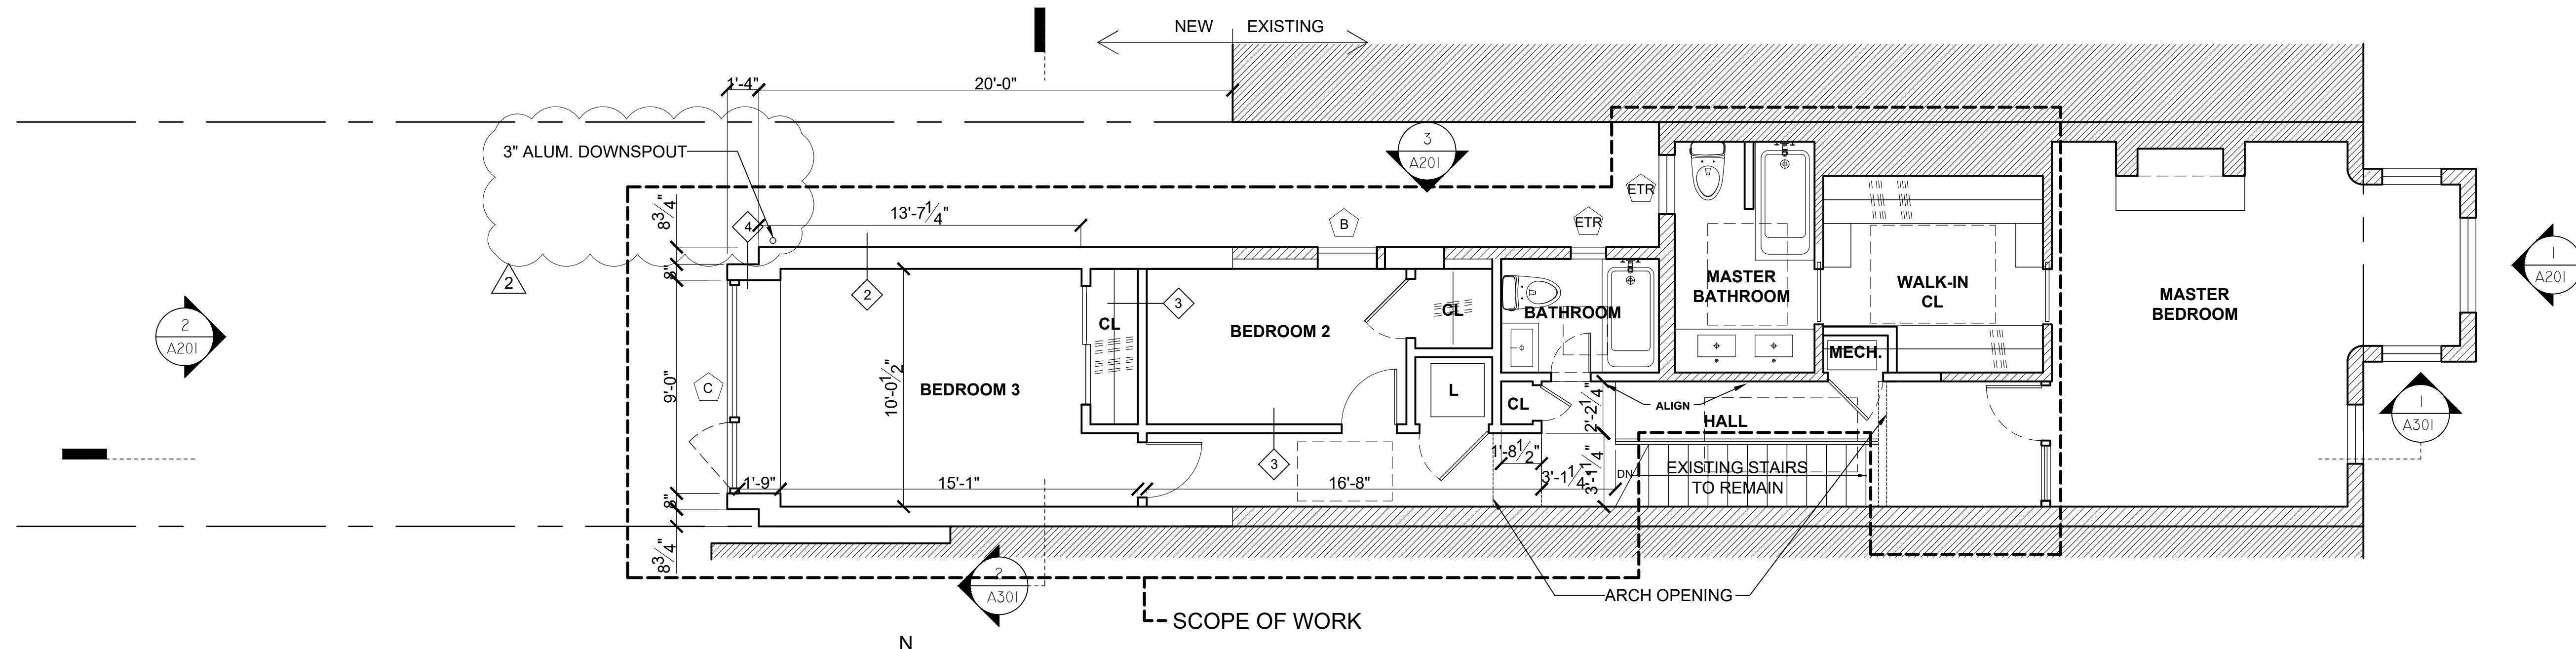 NEW EXISTING
1'-4" 20'-0"
3" ALUM. DOWNSPOUT
3
A201
8 3/4"
13'-7 1/4"
4
B
ETR
ETR
8"
2
2
3
2
A201
1
A201
CL
BEDROOM 2
CL
BATHROOM
MASTER
BATHROOM
WALK-IN
CL
MASTER
BEDROOM
MECH.
C
9'-0"
10'-0 1/2"
BEDROOM 3
L
CL
2'-2 1/4"
ALIGN
HALL
1
A301
3
1'-8 1/2"
3'-1 1/4"
3'-1 1/4"
DN
EXISTING STAIRS
TO REMAIN
1'-9" 15'-1" 16'-8"
8"
8 3/4"
2
A301
ARCH OPENING
SCOPE OF WORK
N